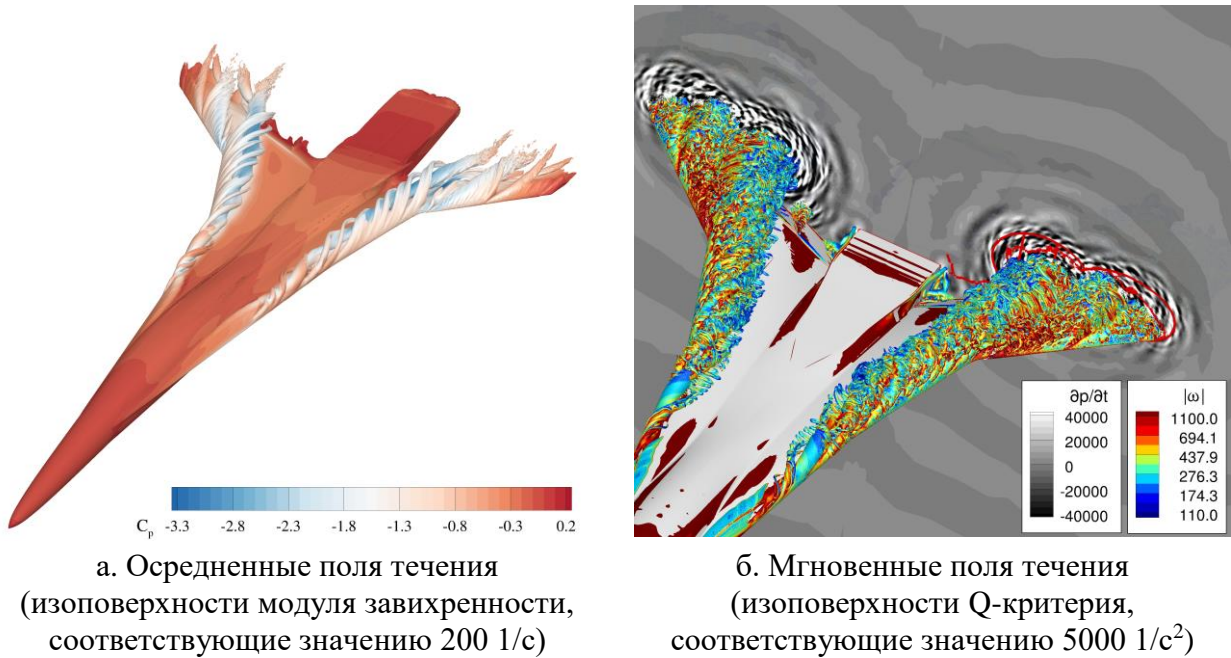 C_p -3.3 -2.8 -2.3 -1.8 -1.3 -0.8 -0.3 0.2
а. Осредненные поля течения
(изоповерхности модуля завихренности,
соответствующие значению 200 1/с)
∂p/∂t
40000
20000
0
-20000
-40000
|ω|
1100.0
694.1
437.9
276.3
174.3
110.0
б. Мгновенные поля течения
(изоповерхности Q-критерия,
соответствующие значению 5000 1/с²)